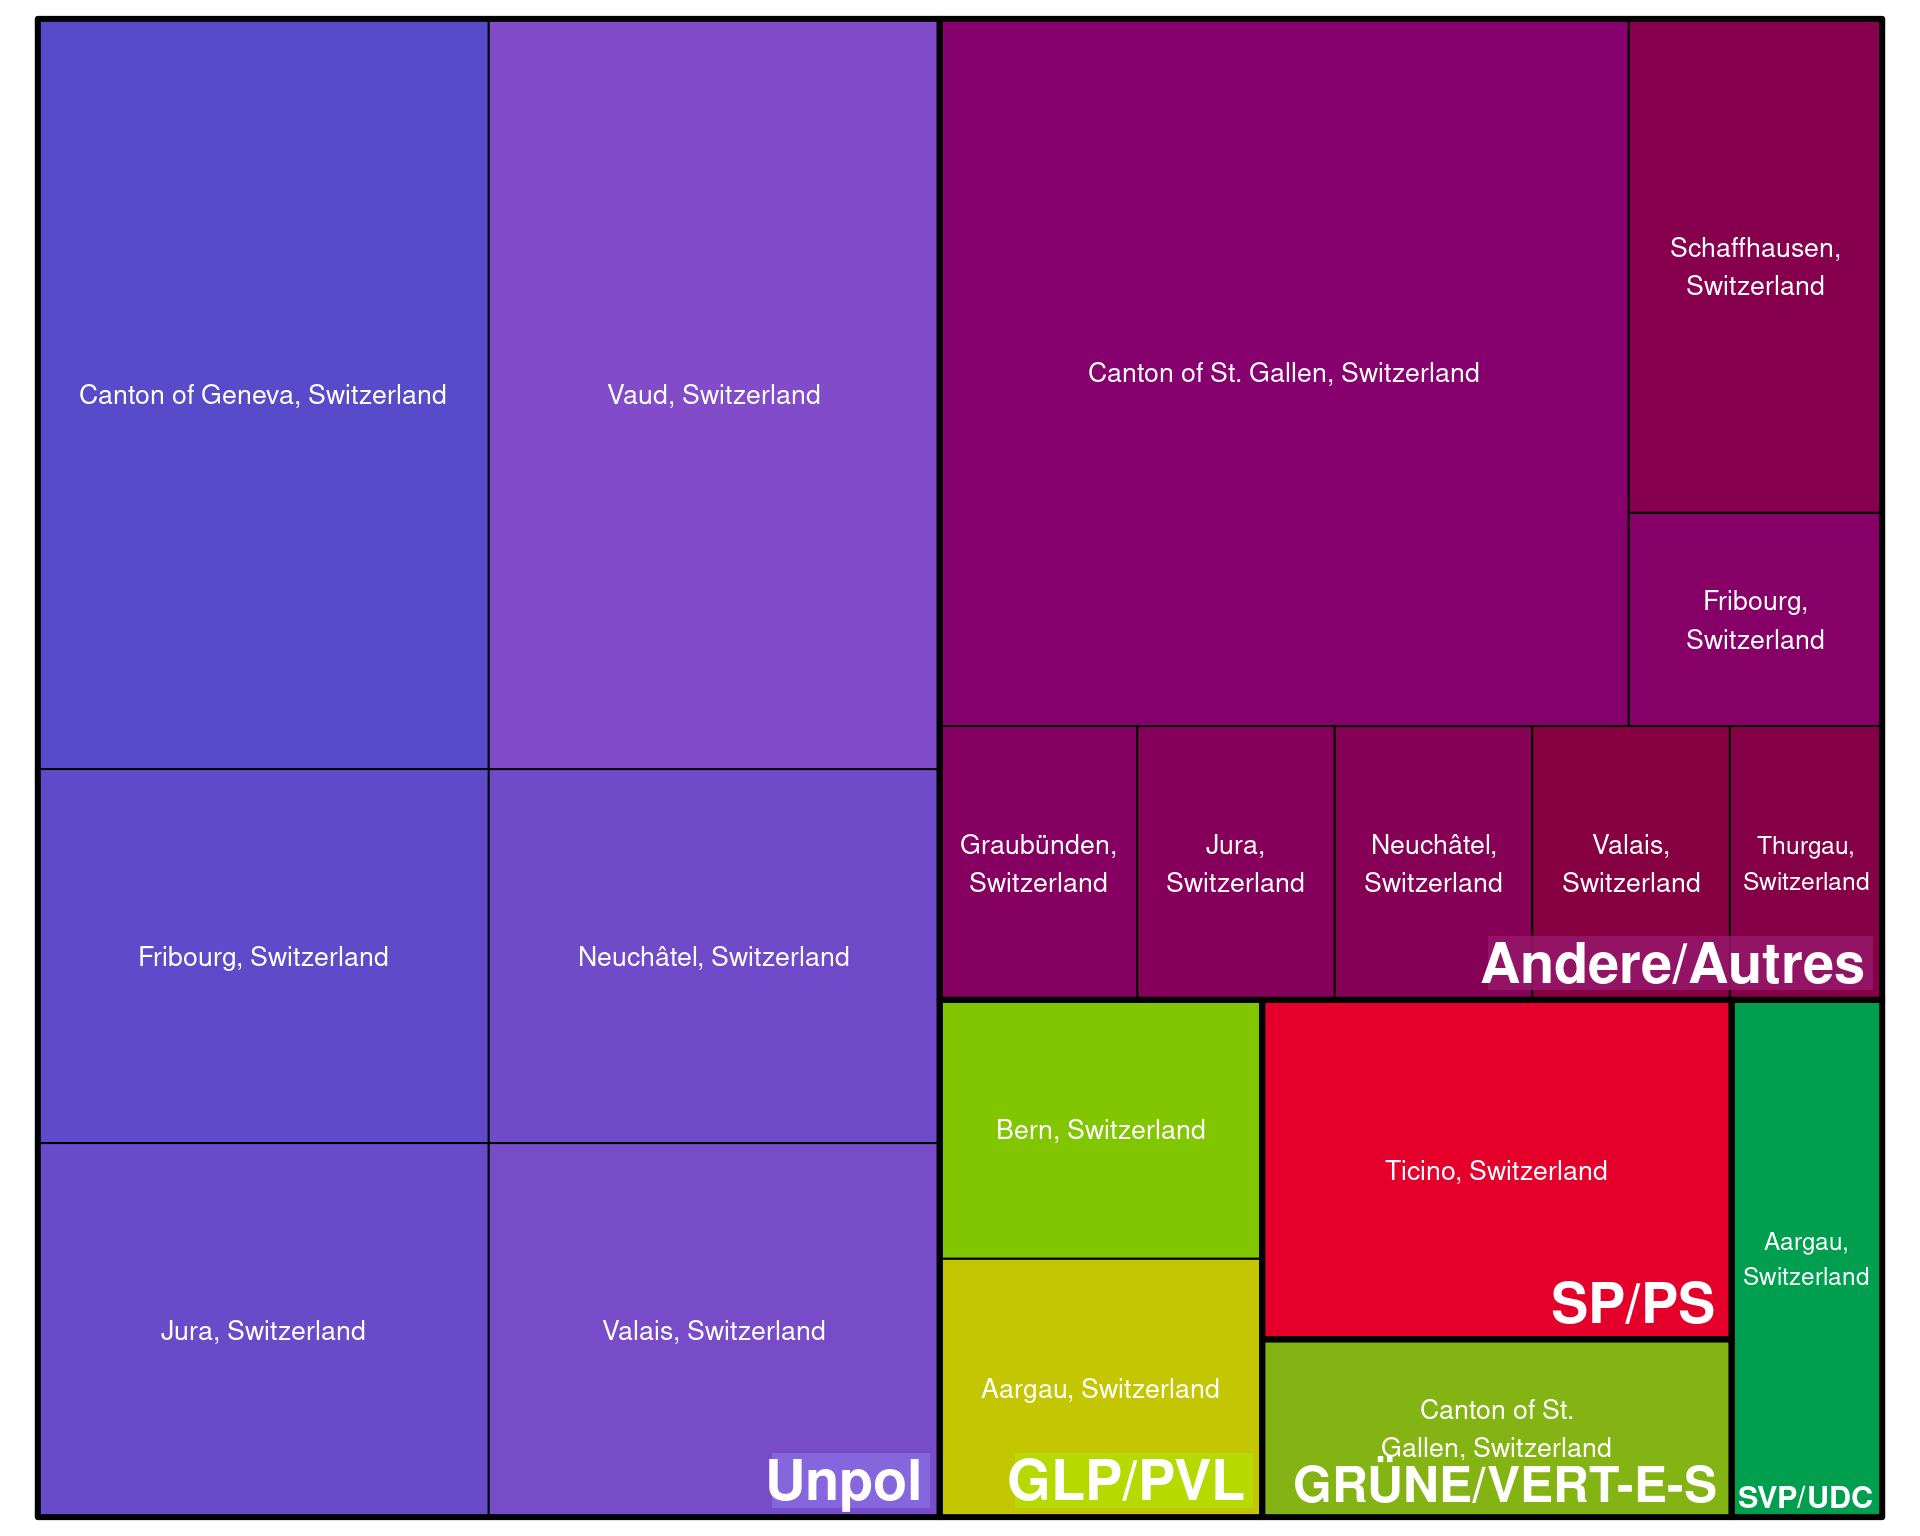 Canton of Geneva, Switzerland
Vaud, Switzerland
Fribourg, Switzerland
Neuchâtel, Switzerland
Jura, Switzerland
Valais, Switzerland
Unpol
Canton of St. Gallen, Switzerland
Schaffhausen,
Switzerland
Fribourg,
Switzerland
Graubünden,
Switzerland
Jura,
Switzerland
Neuchâtel,
Switzerland
Valais,
Switzerland
Thurgau,
Switzerland
Andere/Autres
Bern, Switzerland
Aargau, Switzerland
GLP/PVL
Ticino, Switzerland
SP/PS
Canton of St.
Gallen, Switzerland
GRÜNE/VERT-E-S
Aargau,
Switzerland
SVP/UDC